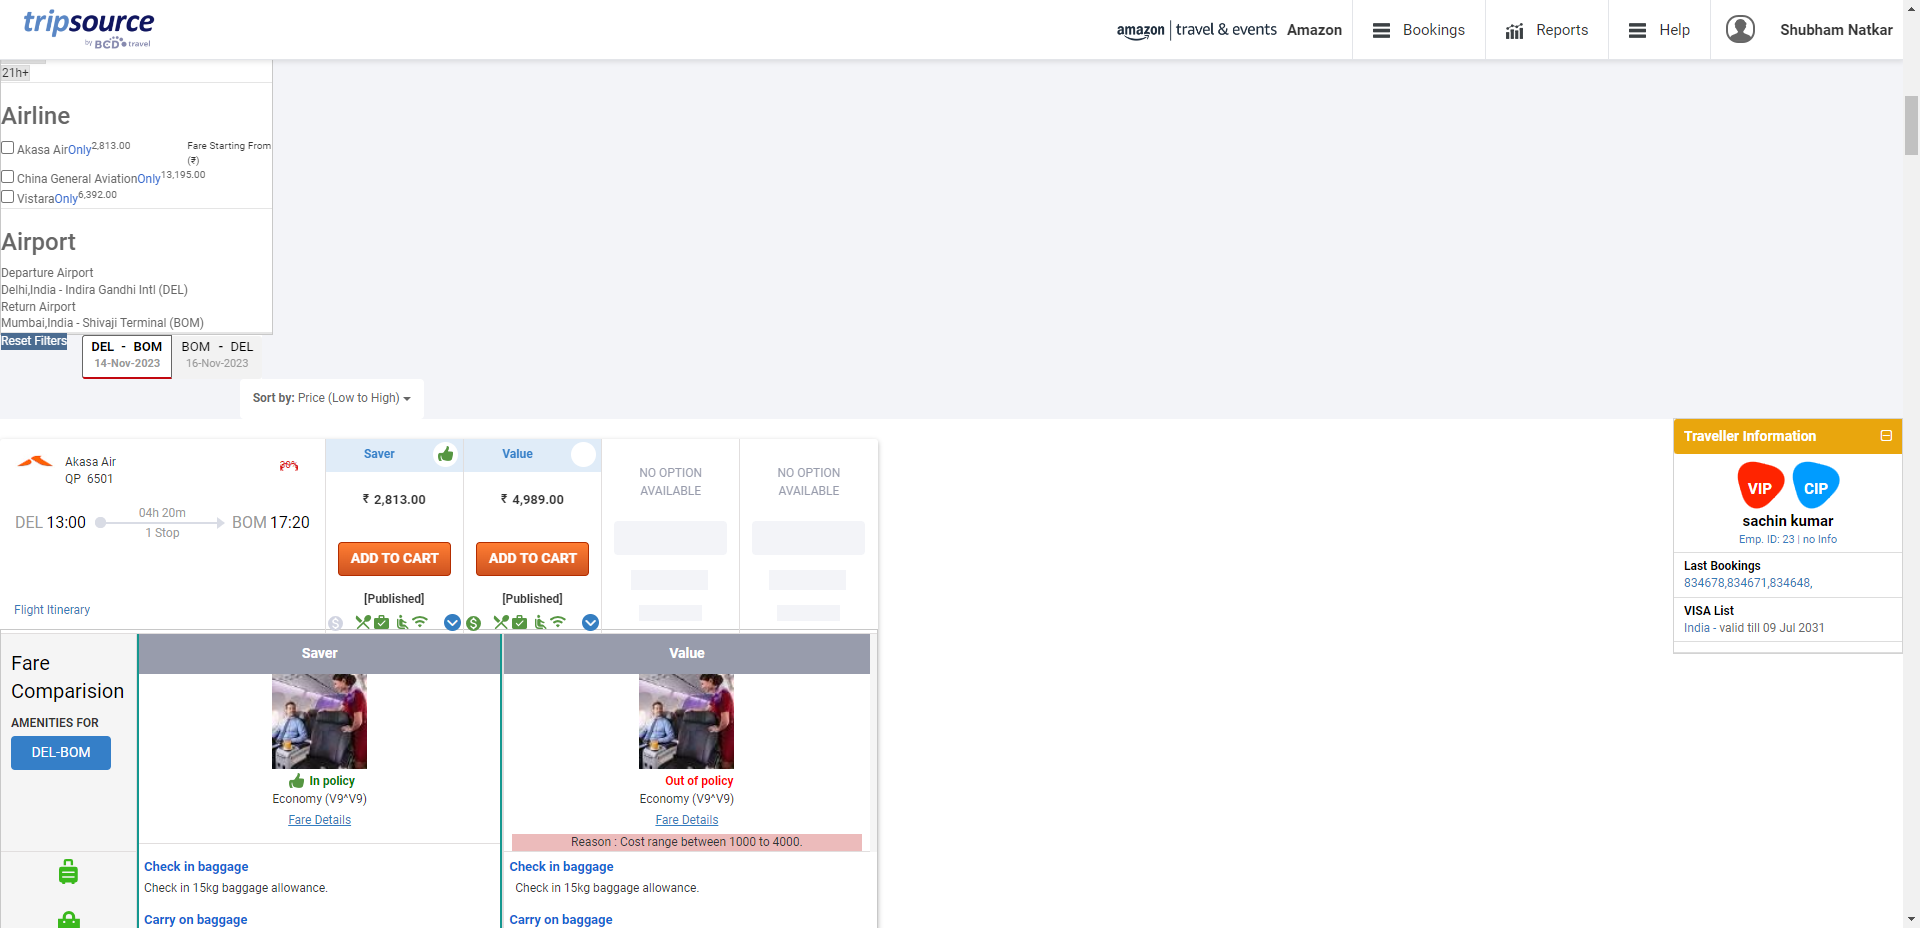 tripsource
by BCD travel
amazon | travel & events Amazon
Bookings
Reports
Help
Shubham Natkar
21h+
Airline
Akasa AirOnly2,813.00
Fare Starting From
(₹)
China General AviationOnly13,195.00
VistaraOnly6,392.00
Airport
Departure Airport
Delhi,India - Indira Gandhi Intl (DEL)
Return Airport
Mumbai,India - Shivaji Terminal (BOM)
Reset Filters
DEL - BOM
14-Nov-2023
BOM - DEL
16-Nov-2023
Sort by: Price (Low to High)
Akasa Air
QP 6501
DEL 13:00
04h 20m
1 Stop
BOM 17:20
Flight Itinerary
Saver
₹ 2,813.00
ADD TO CART
[Published]
Value
₹ 4,989.00
ADD TO CART
[Published]
NO OPTION
AVAILABLE
NO OPTION
AVAILABLE
Traveller Information
VIP
CIP
sachin kumar
Emp. ID: 23 | no Info
Last Bookings
834678,834671,834648,
VISA List
India - valid till 09 Jul 2031
Fare
Comparision
AMENITIES FOR
DEL-BOM
Saver
In policy
Economy (V9^V9)
Fare Details
Value
Out of policy
Economy (V9^V9)
Fare Details
Reason : Cost range between 1000 to 4000.
Check in baggage
Check in 15kg baggage allowance.
Carry on baggage
Check in baggage
Check in 15kg baggage allowance.
Carry on baggage